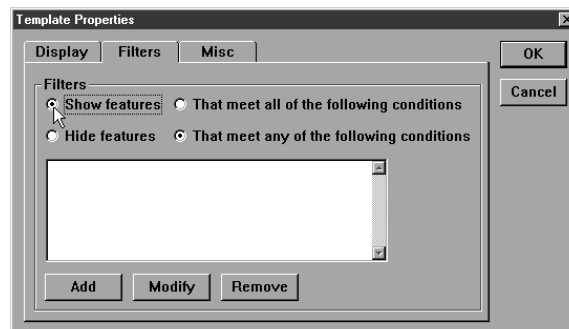 Template Properties
Display Filters Misc
OK
Cancel
Filters
Show features That meet all of the following conditions
Hide features That meet any of the following conditions
Add Modify Remove